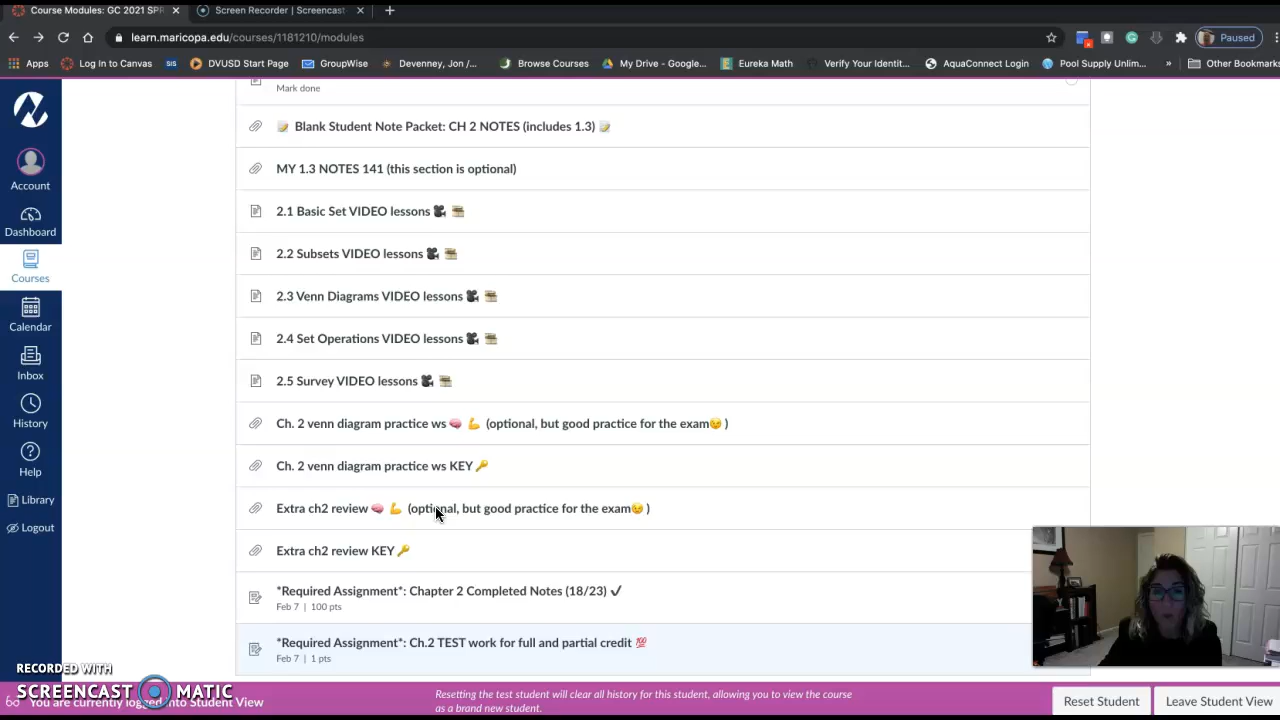 Course Modules: GC 2021 SPR
Screen Recorder | Screencast-
learn.maricopa.edu/courses/1181210/modules
Paused
Apps
Log In to Canvas
SIS
DVUSD Start Page
GroupWise
Devenney, Jon /...
Browse Courses
My Drive - Google...
Eureka Math
Verify Your Identit...
AquaConnect Login
Pool Supply Unlim...
»
Other Bookmarks
Mark done
Blank Student Note Packet: CH 2 NOTES (includes 1.3)
MY 1.3 NOTES 141 (this section is optional)
2.1 Basic Set VIDEO lessons
2.2 Subsets VIDEO lessons
2.3 Venn Diagrams VIDEO lessons
2.4 Set Operations VIDEO lessons
2.5 Survey VIDEO lessons
Ch. 2 venn diagram practice ws 🧠 💪 (optional, but good practice for the exam😉 )
Ch. 2 venn diagram practice ws KEY 🔑
Extra ch2 review 🧠 💪 (optional, but good practice for the exam😉 )
Extra ch2 review KEY 🔑
*Required Assignment*: Chapter 2 Completed Notes (18/23) ✔
Feb 7 | 100 pts
*Required Assignment*: Ch.2 TEST work for full and partial credit 💯
Feb 7 | 1 pts
Account
Dashboard
Courses
Calendar
Inbox
History
Help
Library
Logout
RECORDED WITH
SCREENCAST MATIC
You are currently logged into Student View
Resetting the test student will clear all history for this student, allowing you to view the course
as a brand new student.
Reset Student
Leave Student View